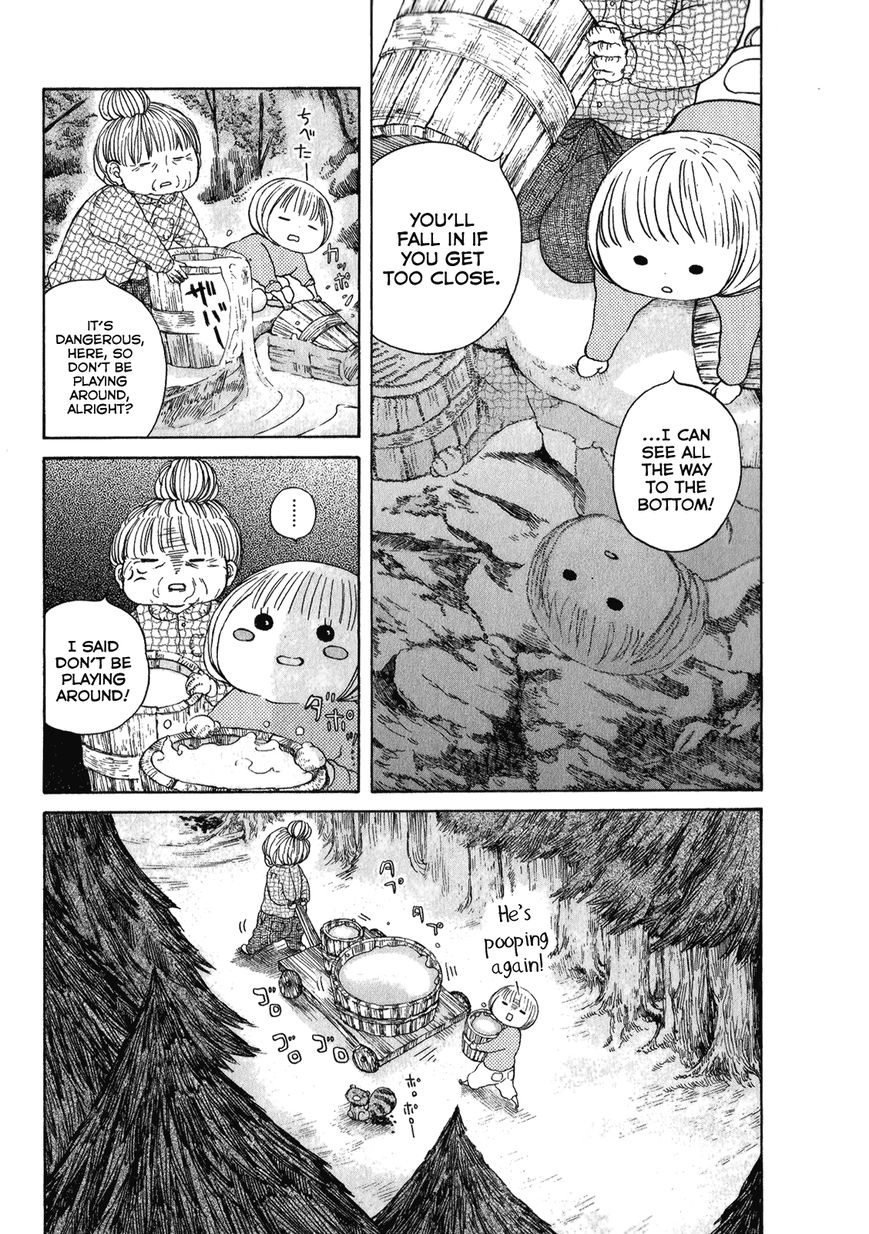 YOU'LL
FALL IN IF
YOU GET
TOO CLOSE.
...I CAN
SEE ALL
THE WAY
TO THE
BOTTOM!
ちべたー
カッポン
ザバー
IT'S
DANGEROUS,
HERE, SO
DON'T BE
PLAYING
AROUND,
ALRIGHT?
......
I SAID
DON'T BE
PLAYING
AROUND!
ダポ
タプ
タプ
He's
pooping
again!
ゴロ
ゴロ
ゴロ
ポポー